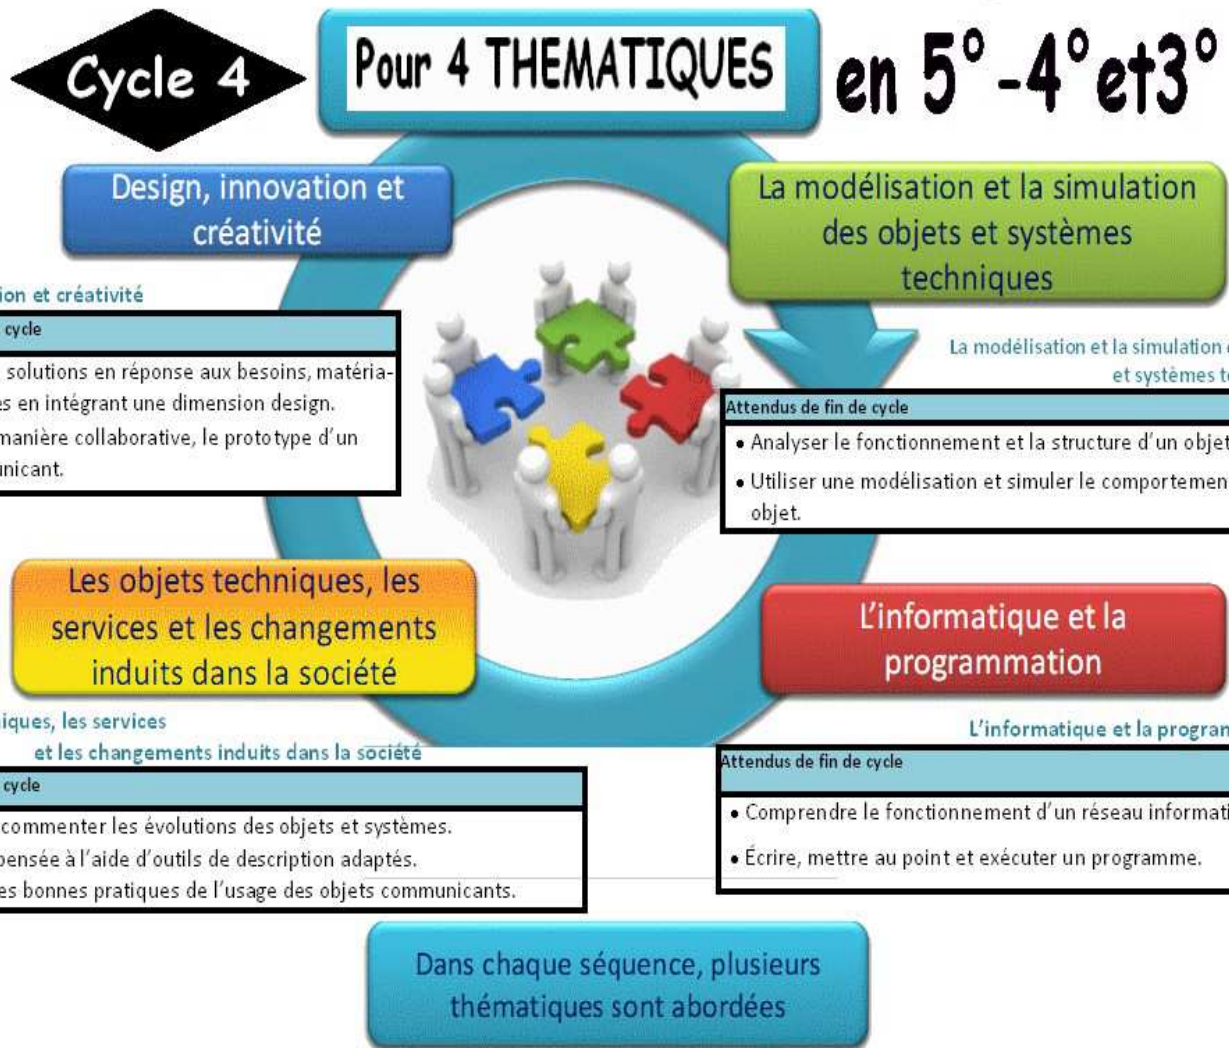 Cycle 4
Pour 4 THEMATIQUES
en 5° -4° et3°
Design, innovation et
créativité
La modélisation et la simulation
des objets et systèmes
techniques
ion et créativité
cycle
solutions en réponse aux besoins, matéria-
es en intégrant une dimension design.
manière collaborative, le prototype d'un
unicant.
La modélisation et la simulation
et systèmes te
Attendus de fin de cycle
• Analyser le fonctionnement et la structure d'un objet
• Utiliser une modélisation et simuler le comportemen
objet.
Les objets techniques, les
services et les changements
induits dans la société
L'informatique et la
programmation
iques, les services
et les changements induits dans la société
cycle
commenter les évolutions des objets et systèmes.
pensée à l'aide d'outils de description adaptés.
es bonnes pratiques de l'usage des objets communicants.
L'informatique et la program
Attendus de fin de cycle
• Comprendre le fonctionnement d'un réseau informati
• Écrire, mettre au point et exécuter un programme.
Dans chaque séquence, plusieurs
thématiques sont abordées